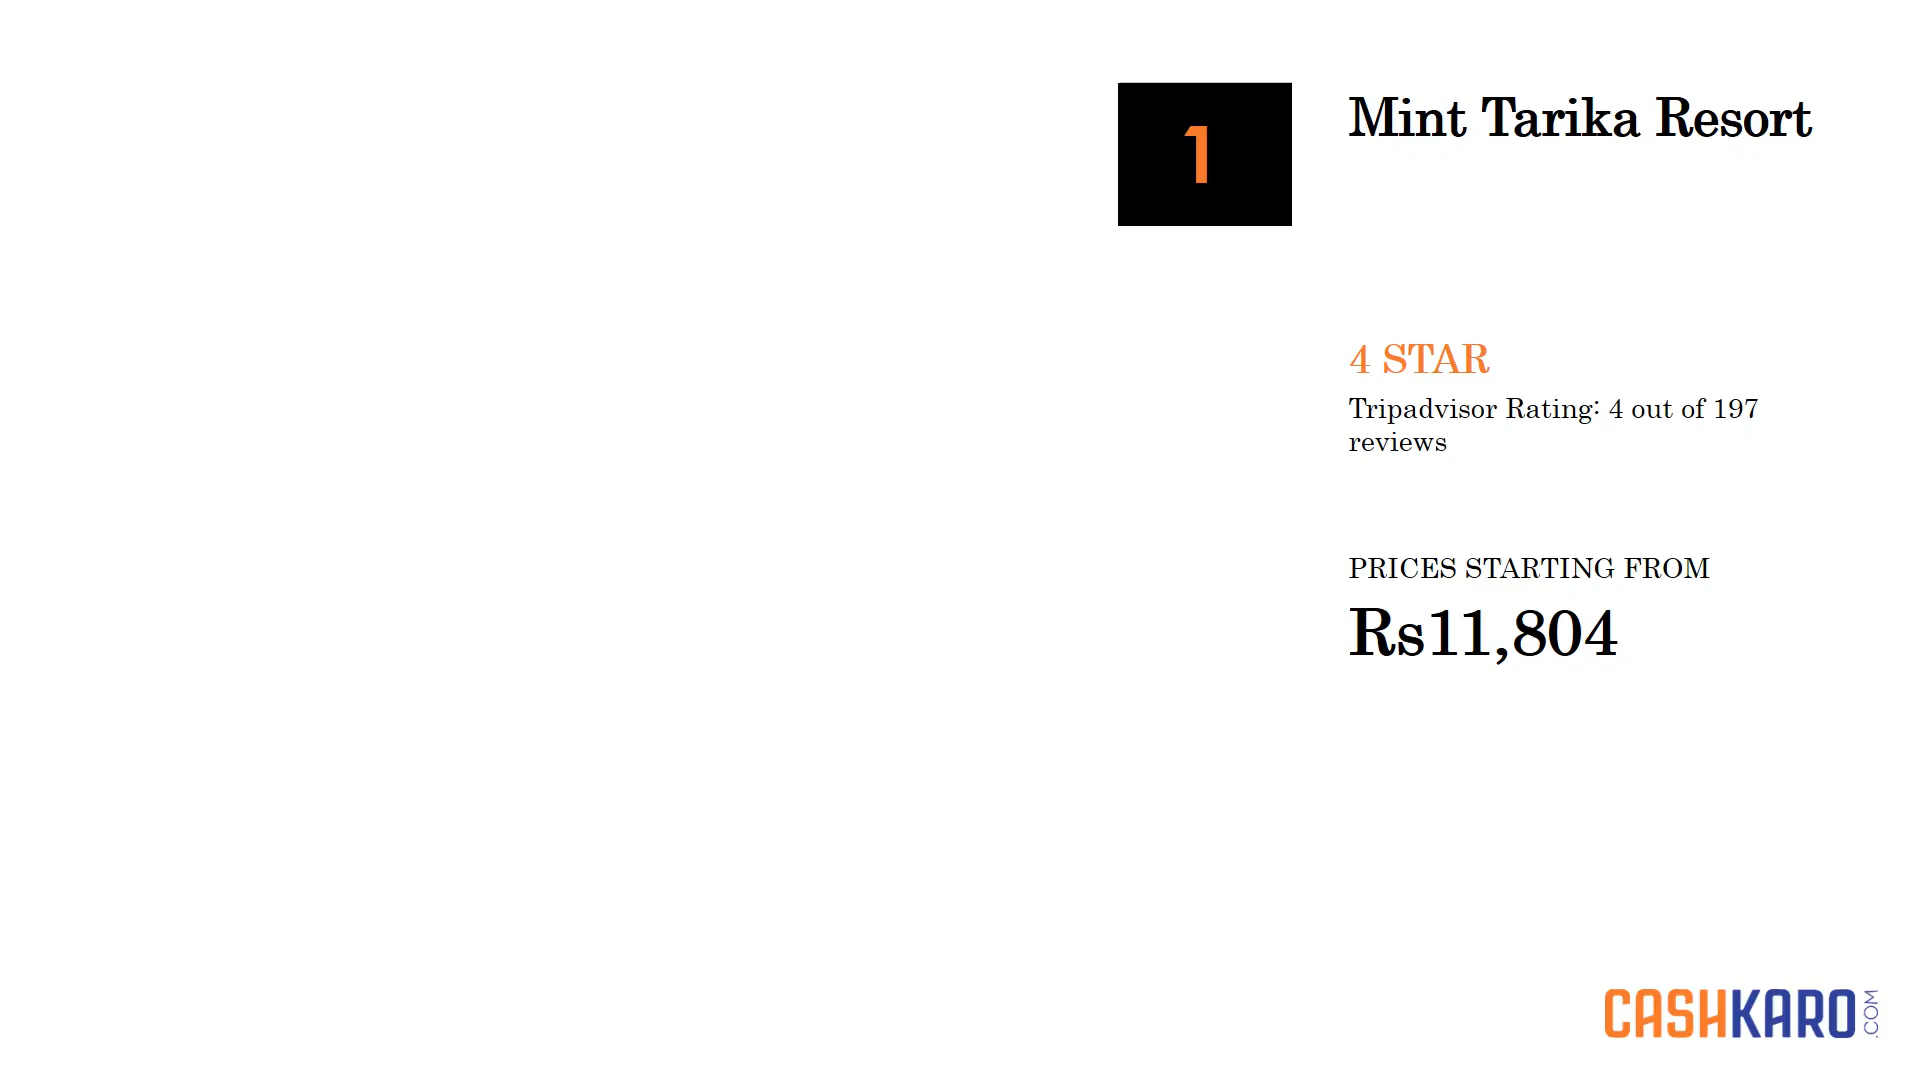 1
Mint Tarika Resort
4 STAR
Tripadvisor Rating: 4 out of 197
reviews
PRICES STARTING FROM
Rs11,804
CASHKARO.COM